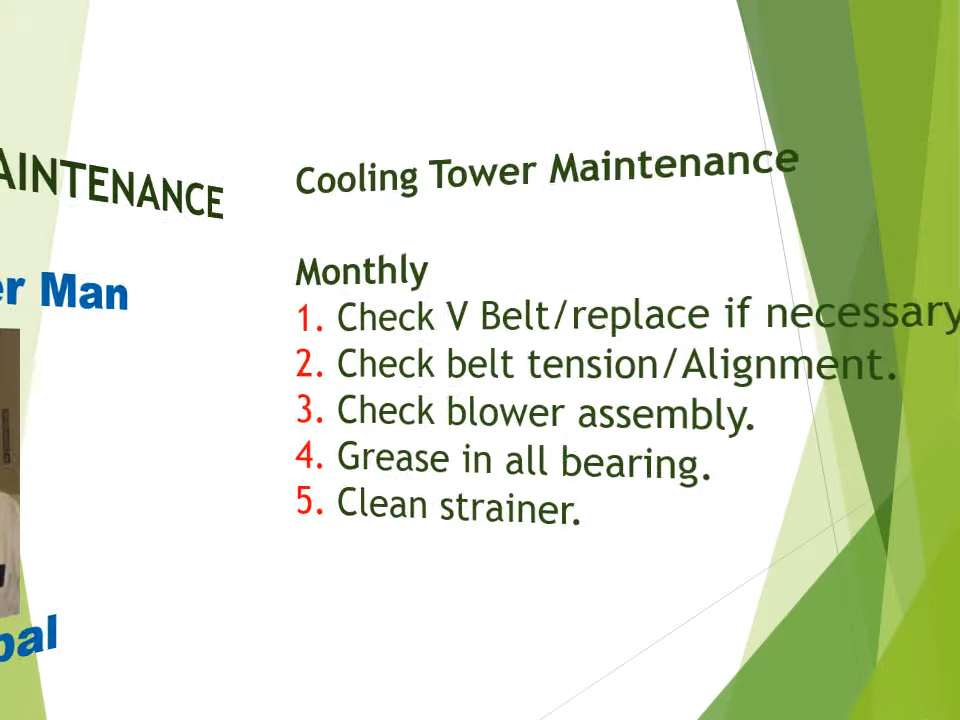 AINTENANCE
er Man
pal
Cooling Tower Maintenance
Monthly
1. Check V Belt/replace if necessary
2. Check belt tension/Alignment.
3. Check blower assembly.
4. Grease in all bearing.
5. Clean strainer.